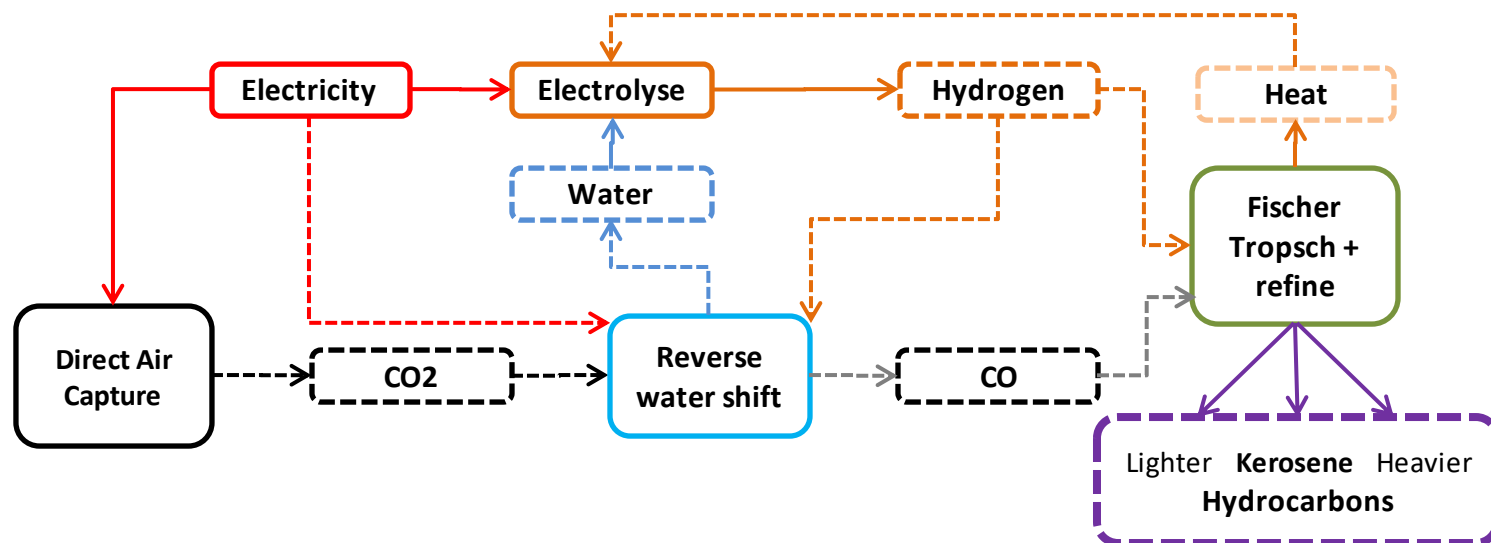 Electricity
Electrolyse
Hydrogen
Heat
Water
Fischer
Tropsch +
refine
Direct Air
Capture
CO2
Reverse
water shift
CO
Lighter Kerosene Heavier
Hydrocarbons